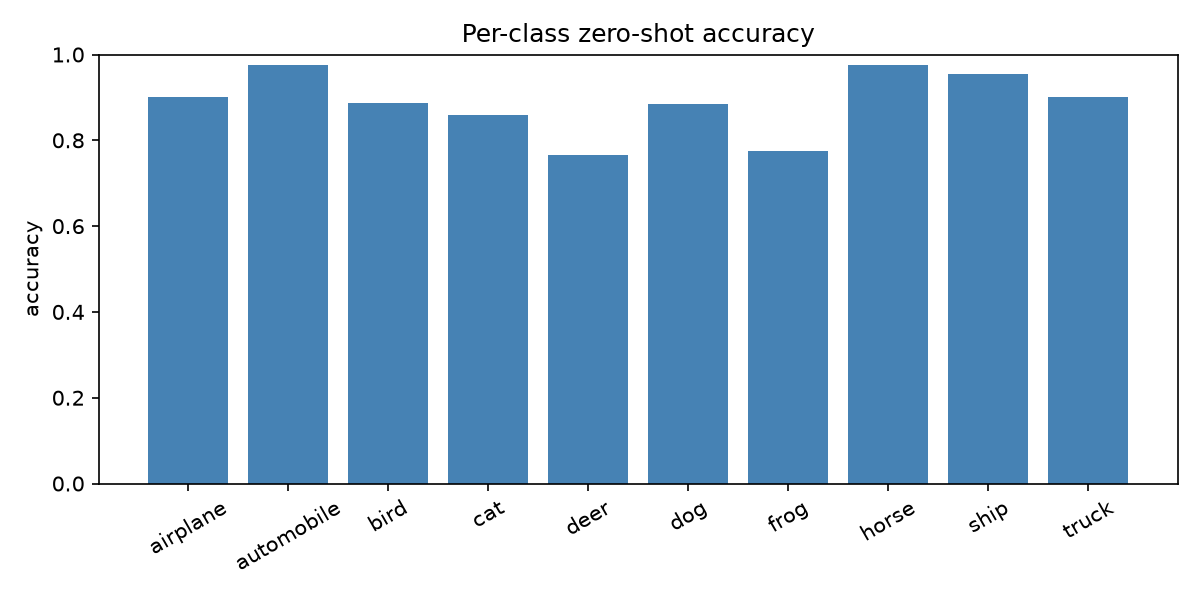 Per-class zero-shot accuracy
1.0
0.8
0.6
0.4
0.2
0.0
accuracy
airplane
automobile
bird
cat
deer
dog
frog
horse
ship
truck